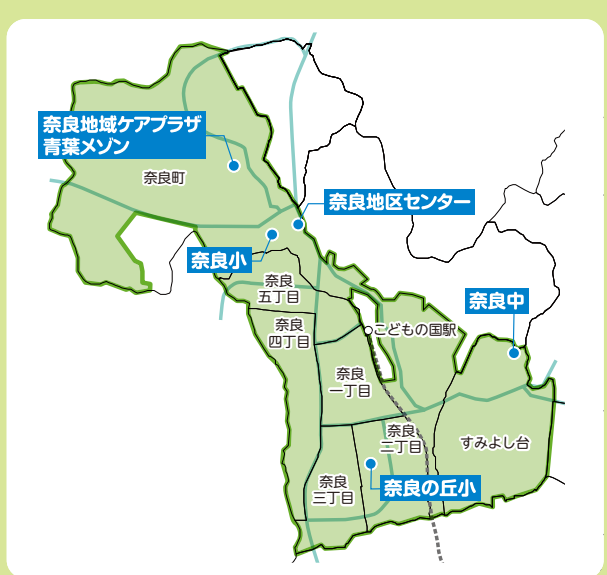 奈良地域ケアプラザ
青葉メゾン
奈良町
奈良地区センター
奈良小
奈良
五丁目
奈良中
奈良
四丁目
こどもの国駅
奈良
一丁目
奈良
二丁目
すみよし台
奈良
三丁目
奈良の丘小